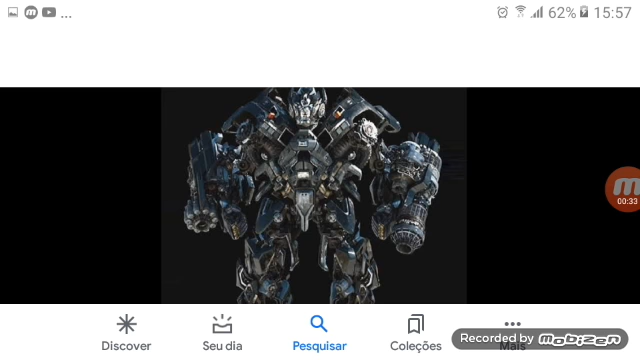 ... 62% 15:57
00:33
Discover Seu dia Pesquisar Coleções Mais
Recorded by MOBIZEN